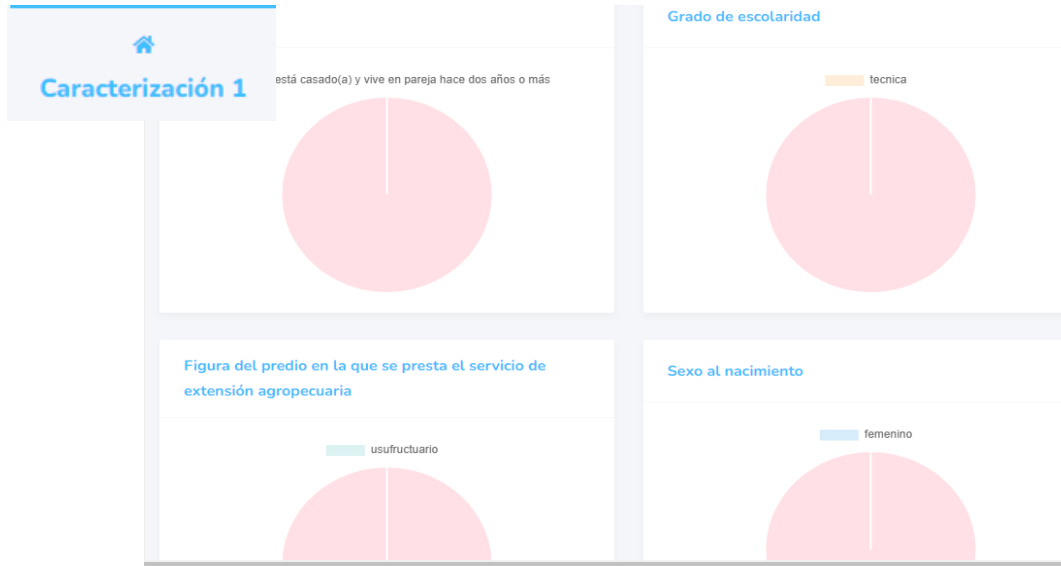 Caracterización 1
Grado de escolaridad
está casado(a) y vive en pareja hace dos años o más
tecnica
Figura del predio en la que se presta el servicio de
extensión agropecuaria
Sexo al nacimiento
usufructuario
femenino